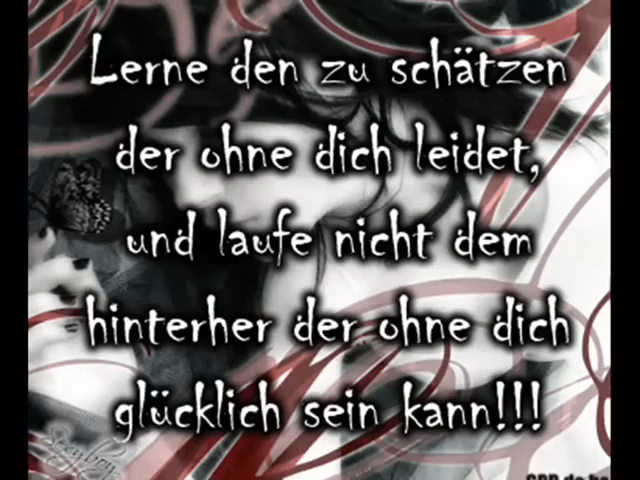 Lerne den zu schätzen
der ohne dich leidet,
und laufe nicht dem
hinterher der ohne dich
glücklich sein kann!!!